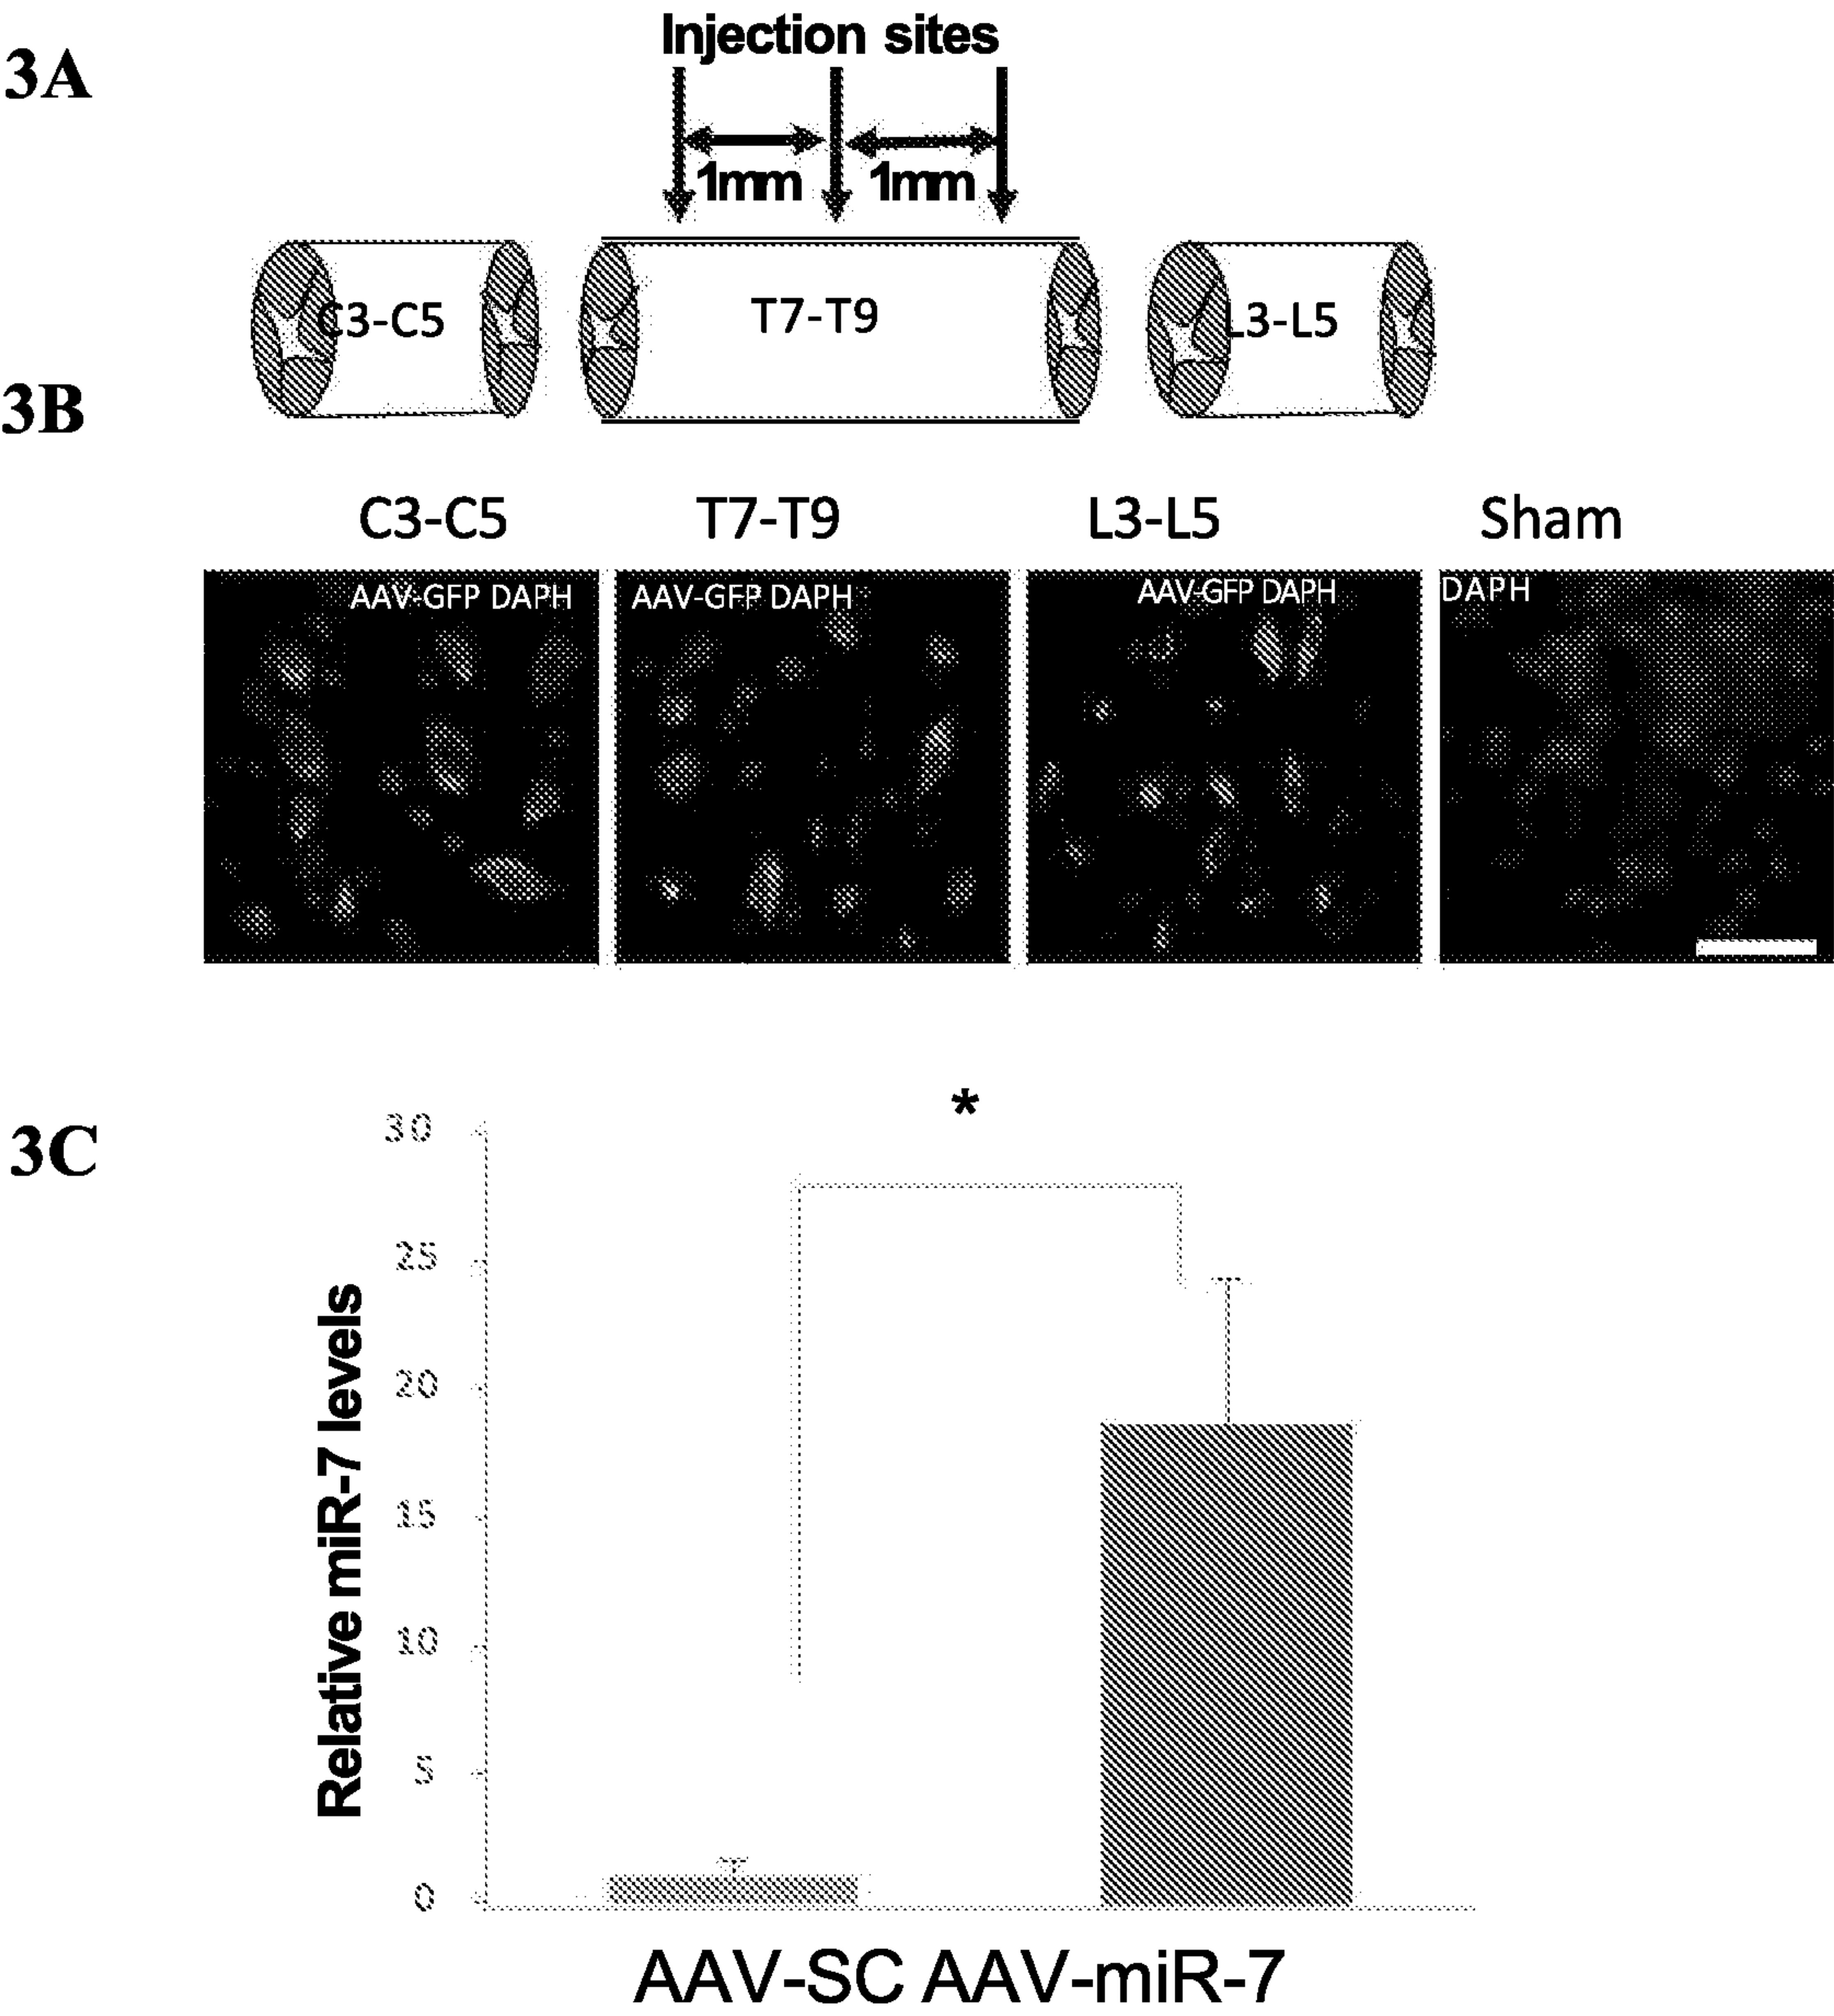 3A
Injection sites
1mm 1mm
C3-C5 T7-T9 L3-L5
3B
C3-C5 T7-T9 L3-L5 Sham
AAV-GFP DAPH AAV-GFP DAPH AAV-GFP DAPH DAPH
3C
*
30
25
20
15
10
5
0
Relative miR-7 levels
AAV-SC AAV-miR-7